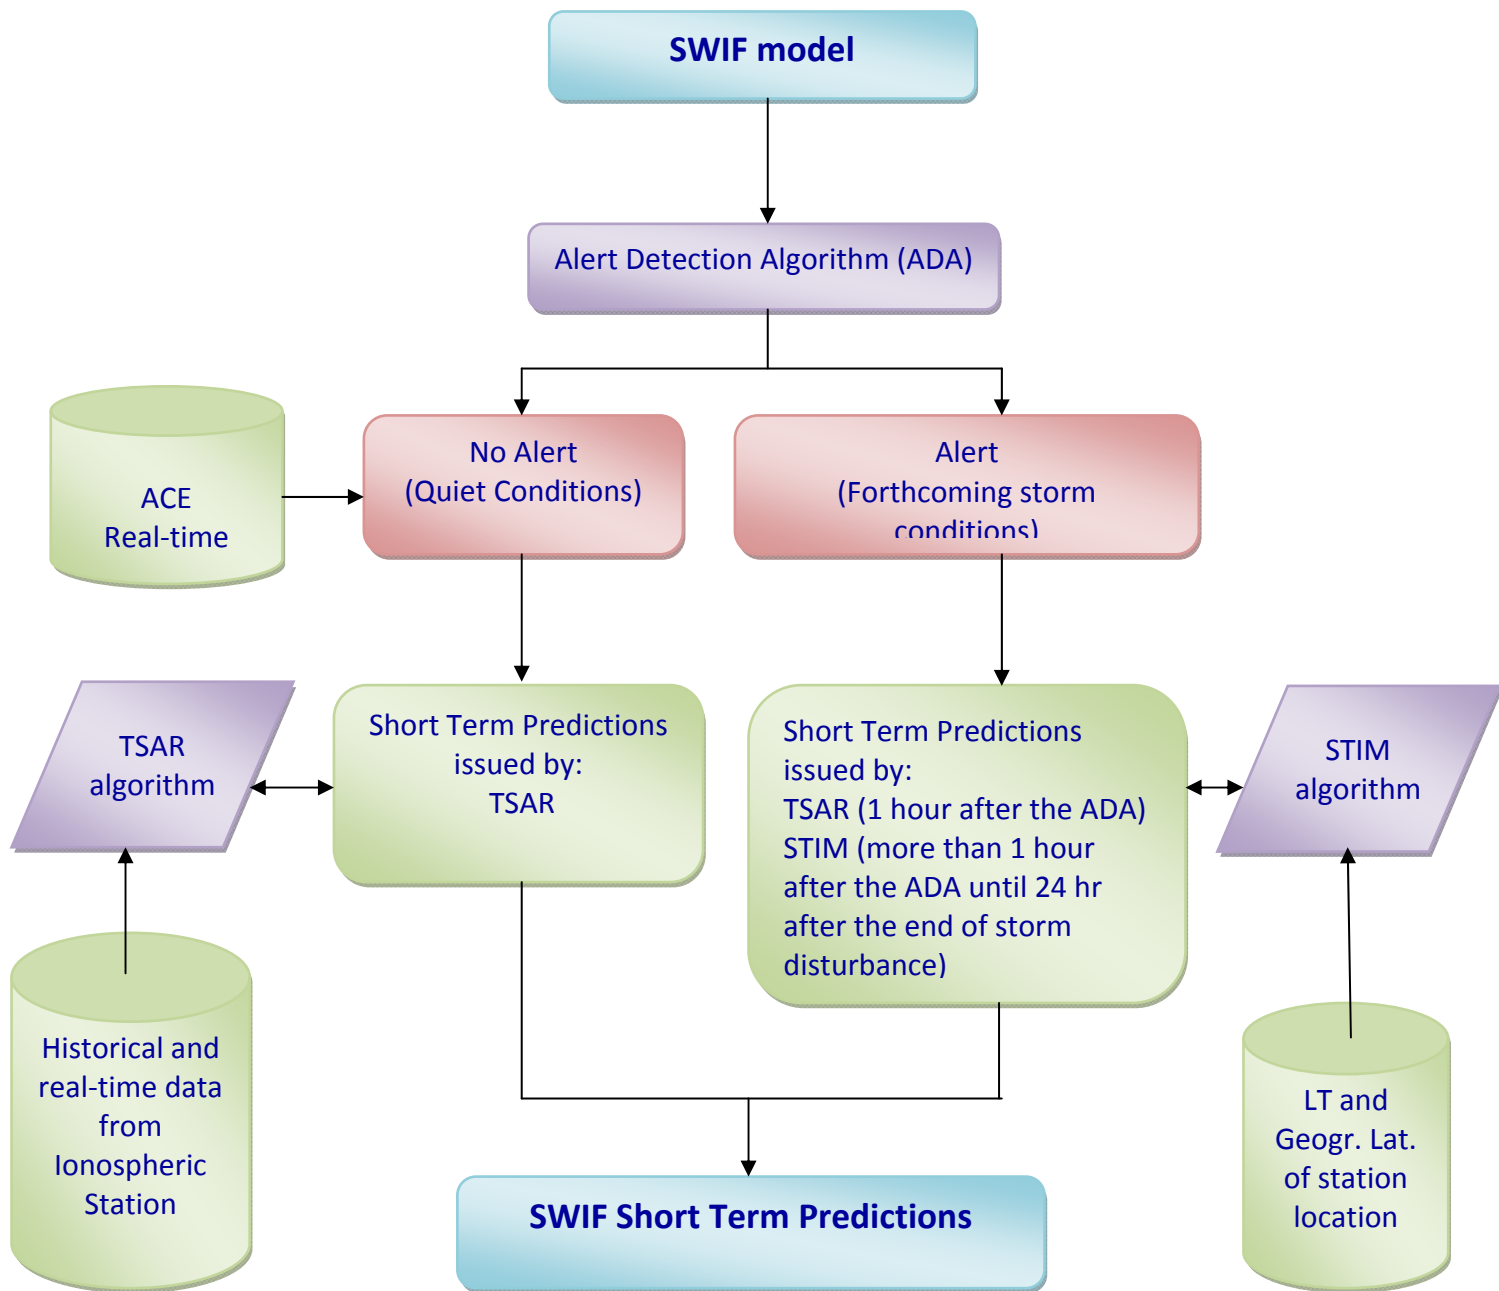 SWIF model
Alert Detection Algorithm (ADA)
ACE
Real-time
No Alert
(Quiet Conditions)
Alert
(Forthcoming storm
conditions)
TSAR
algorithm
Short Term Predictions
issued by:
TSAR
Short Term Predictions
issued by:
TSAR (1 hour after the ADA)
STIM (more than 1 hour
after the ADA until 24 hr
after the end of storm
disturbance)
STIM
algorithm
Historical and
real-time data
from
Ionospheric
Station
LT and
Geogr. Lat.
of station
location
SWIF Short Term Predictions